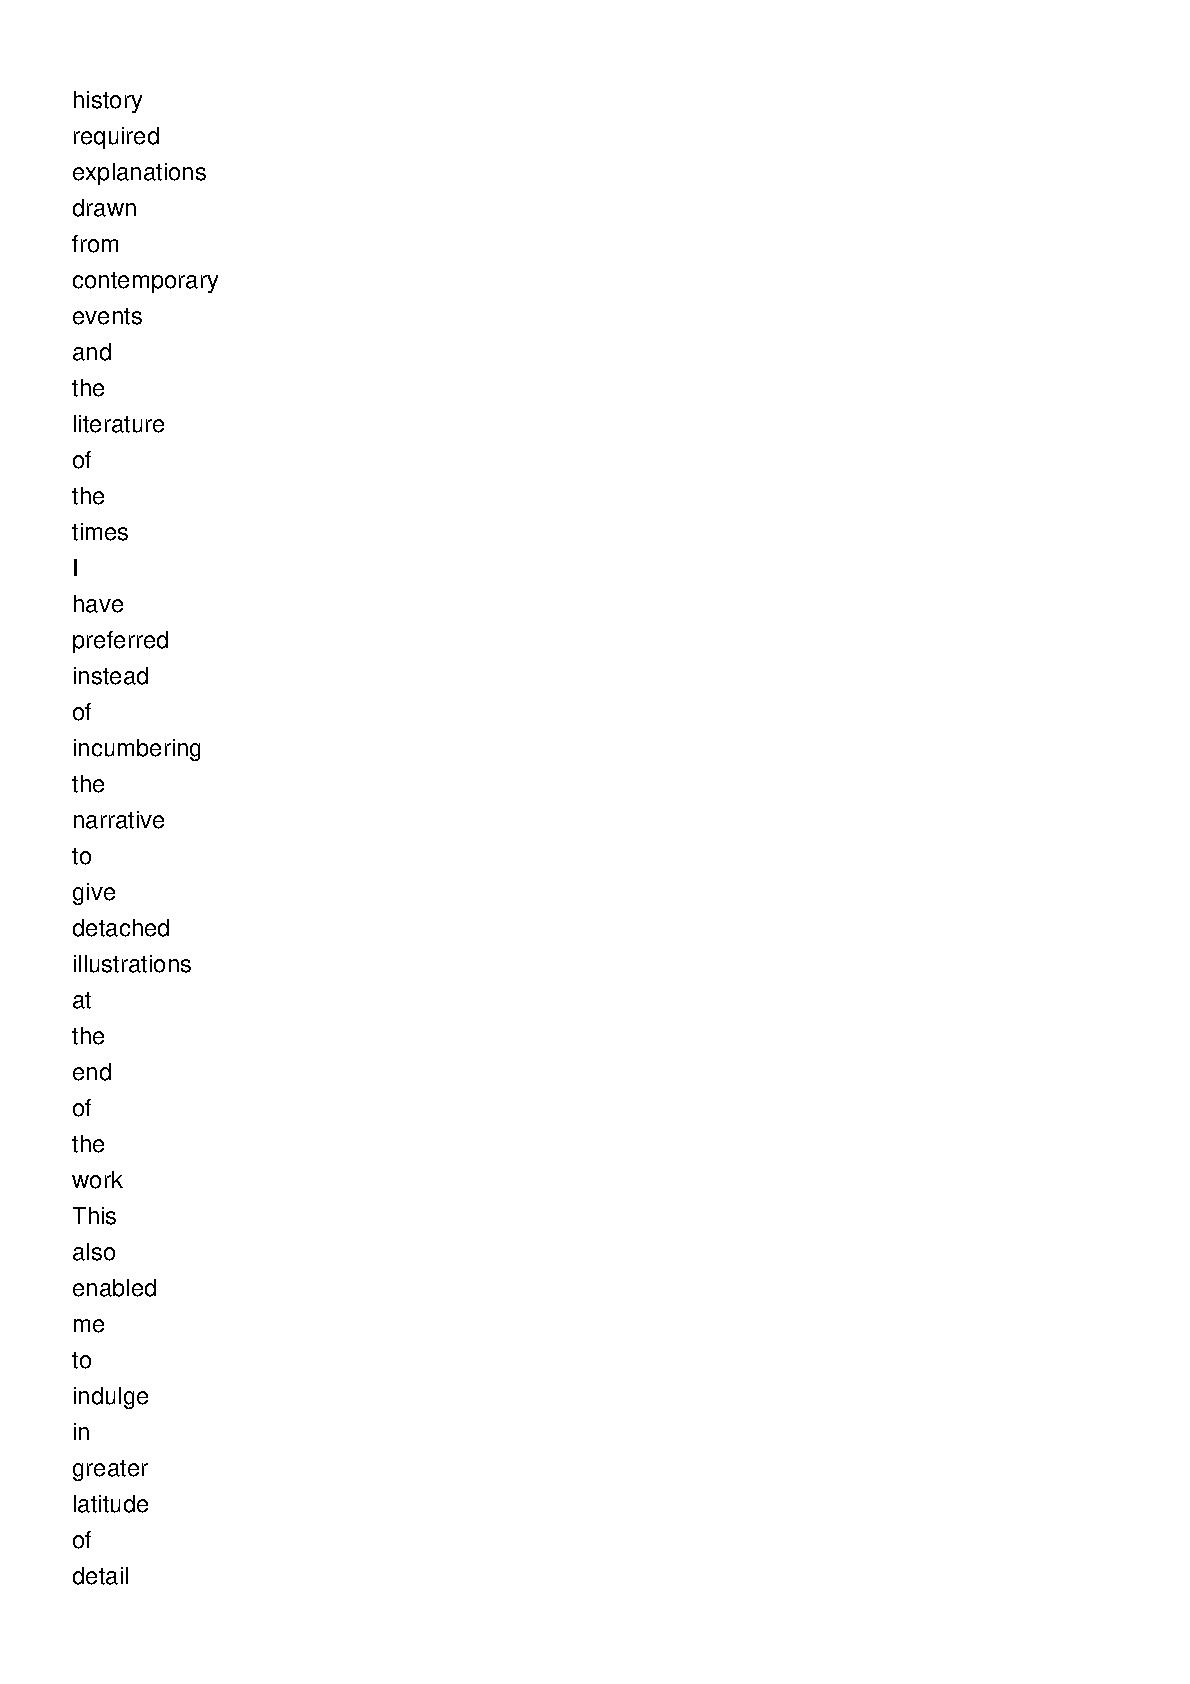 history
required
explanations
drawn
from
contemporary
events
and
the
literature
of
the
times
I
have
preferred
instead
of
incumbering
the
narrative
to
give
detached
illustrations
at
the
end
of
the
work
This
also
enabled
me
to
indulge
in
greater
latitude
of
detail